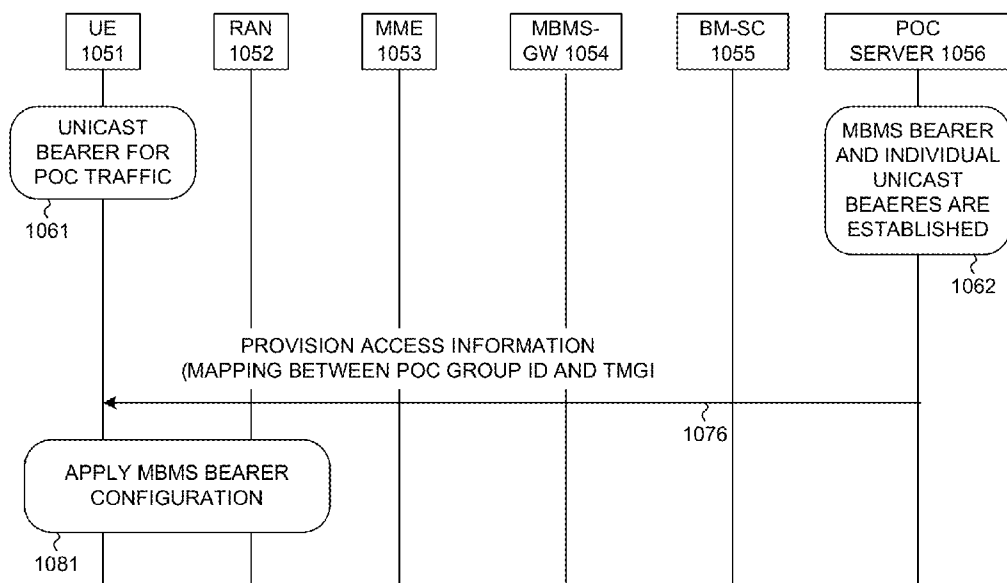 UE
1051
RAN
1052
MME
1053
MBMS-
GW 1054
BM-SC
1055
POC
SERVER 1056
UNICAST
BEARER FOR
POC TRAFFIC
1061
MBMS BEARER
AND INDIVIDUAL
UNICAST
BEAERES ARE
ESTABLISHED
1062
PROVISION ACCESS INFORMATION
(MAPPING BETWEEN POC GROUP ID AND TMGI
1076
APPLY MBMS BEARER
CONFIGURATION
1081